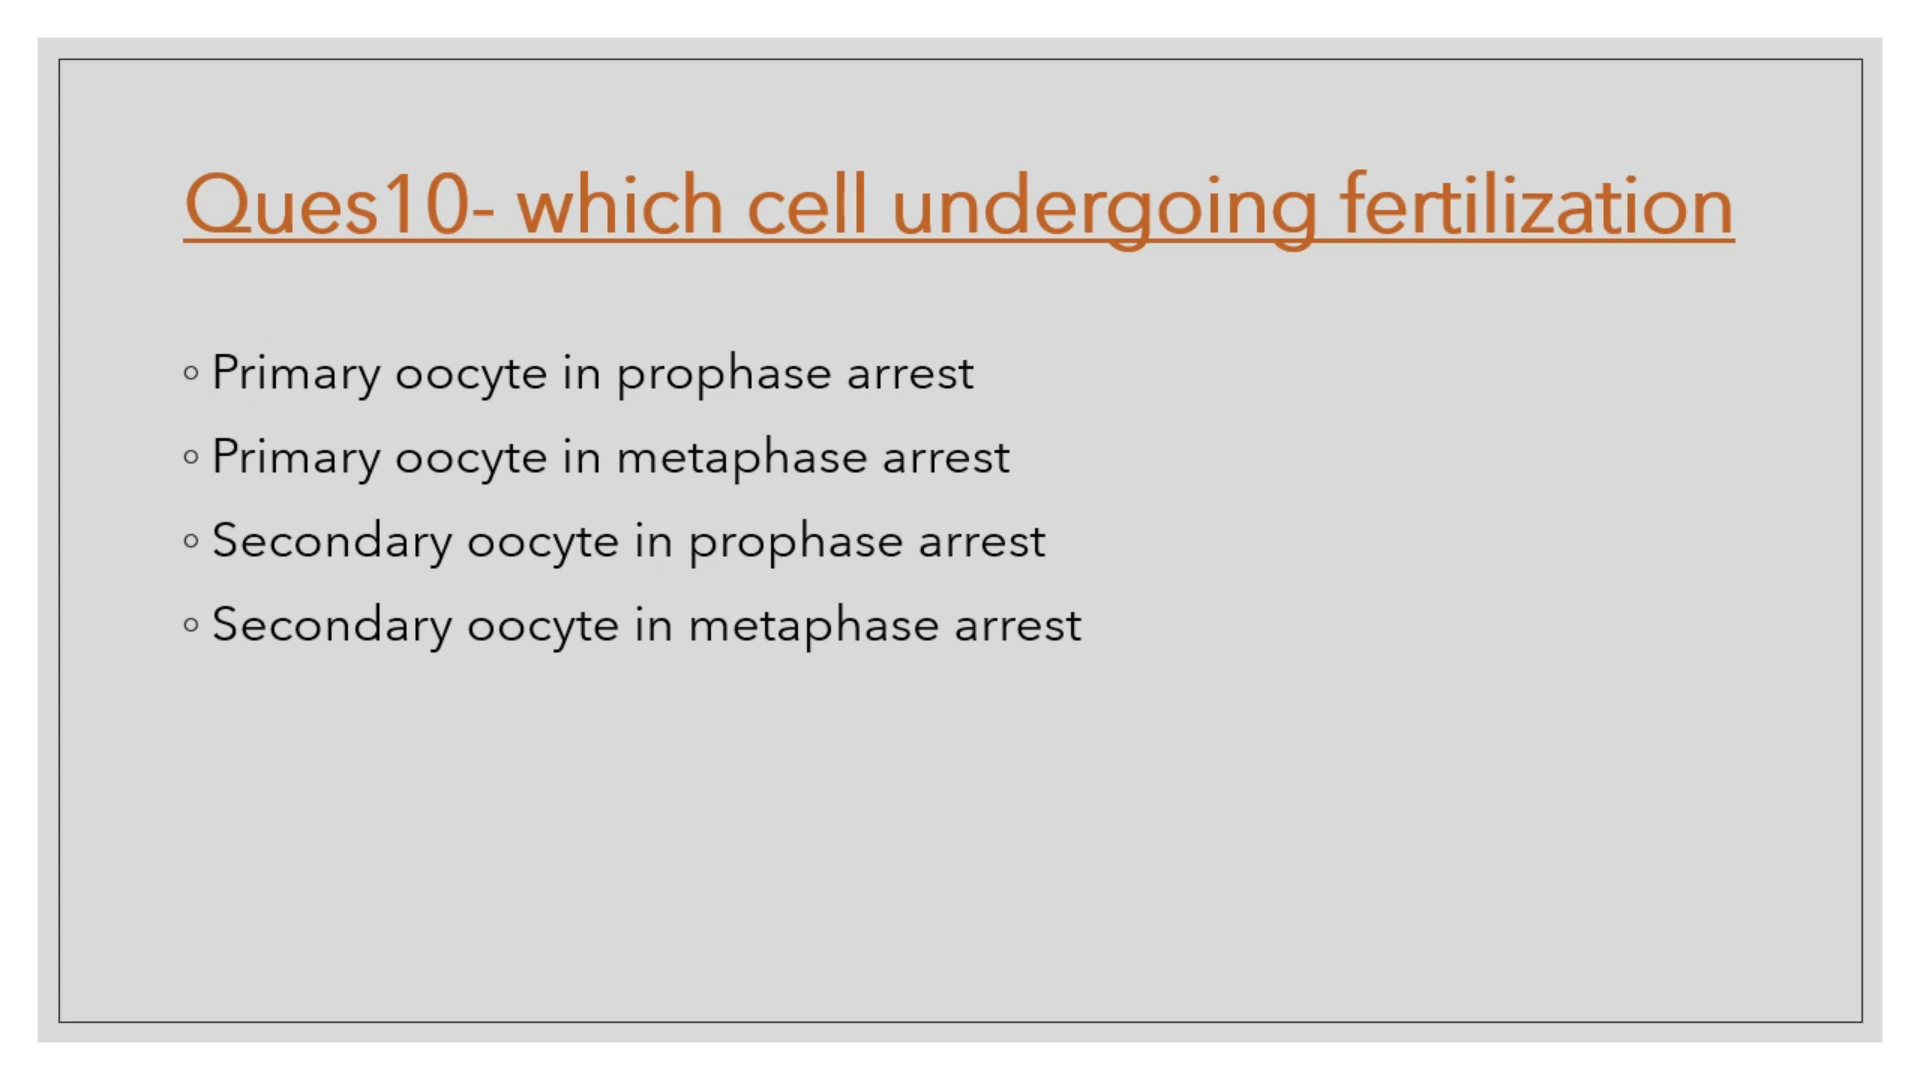 Ques10- which cell undergoing fertilization
◦ Primary oocyte in prophase arrest
◦ Primary oocyte in metaphase arrest
◦ Secondary oocyte in prophase arrest
◦ Secondary oocyte in metaphase arrest